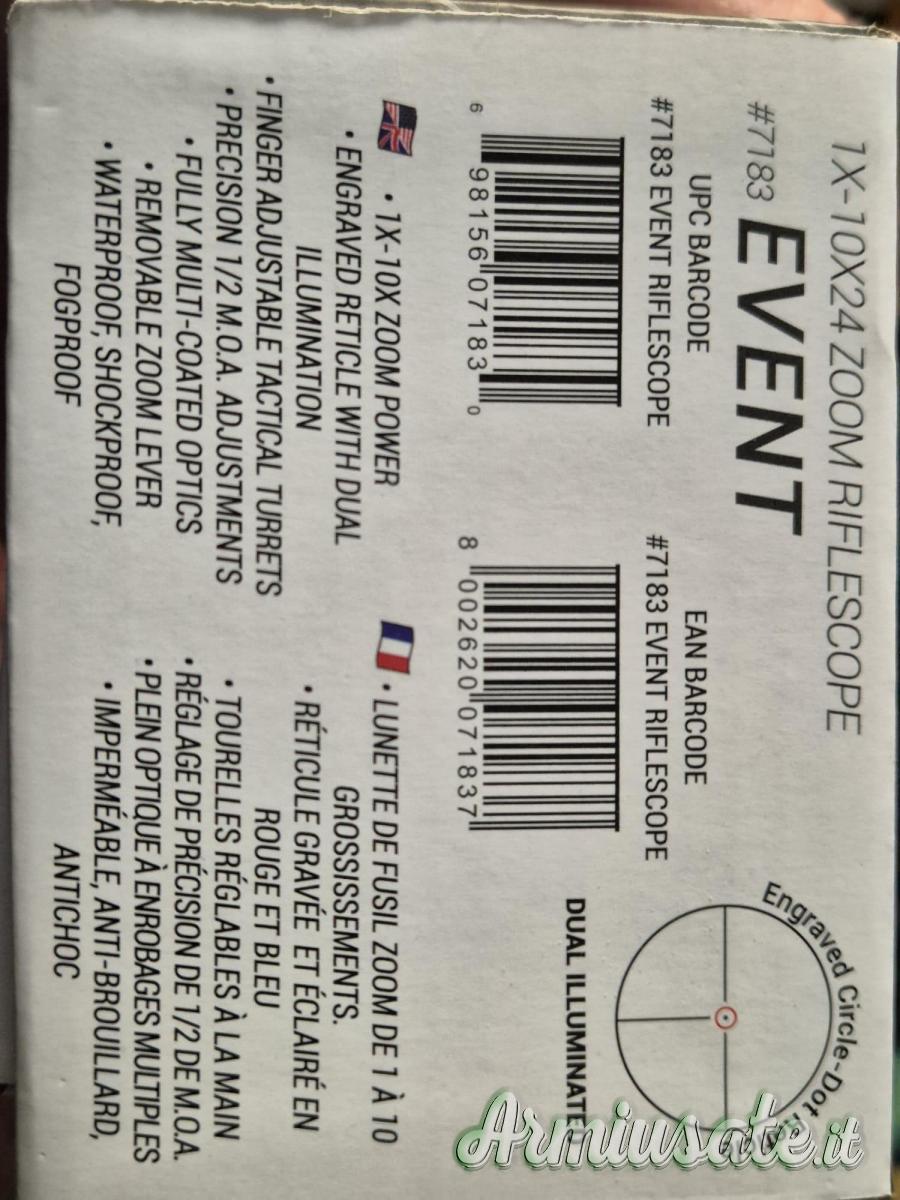 1X-10X24 ZOOM RIFLESCOPE
#7183 EVENT
UPC BARCODE
#7183 EVENT RIFLESCOPE
6 98156 07183 0
EAN BARCODE
#7183 EVENT RIFLESCOPE
8 002620 071837
Engraved Circle-Dot
DUAL ILLUMINATED
• 1X-10X ZOOM POWER
• ENGRAVED RETICLE WITH DUAL
ILLUMINATION
• FINGER ADJUSTABLE TACTICAL TURRETS
• PRECISION 1/2 M.O.A. ADJUSTMENTS
• FULLY MULTI-COATED OPTICS
• REMOVABLE ZOOM LEVER
• WATERPROOF, SHOCKPROOF,
FOGPROOF
• LUNETTE DE FUSIL ZOOM DE 1 À 10
GROSSISSEMENTS.
• RÉTICULE GRAVÉE ET ÉCLAIRÉ EN
ROUGE ET BLEU
• TOURELLES RÉGLABLES À LA MAIN
• RÉGLAGE DE PRÉCISION DE 1/2 DE M.O.A.
• PLEIN OPTIQUE À ENROBAGES MULTIPLES
• IMPERMÉABLE, ANTI-BROUILLARD,
ANTICHOC
Armiusate.it